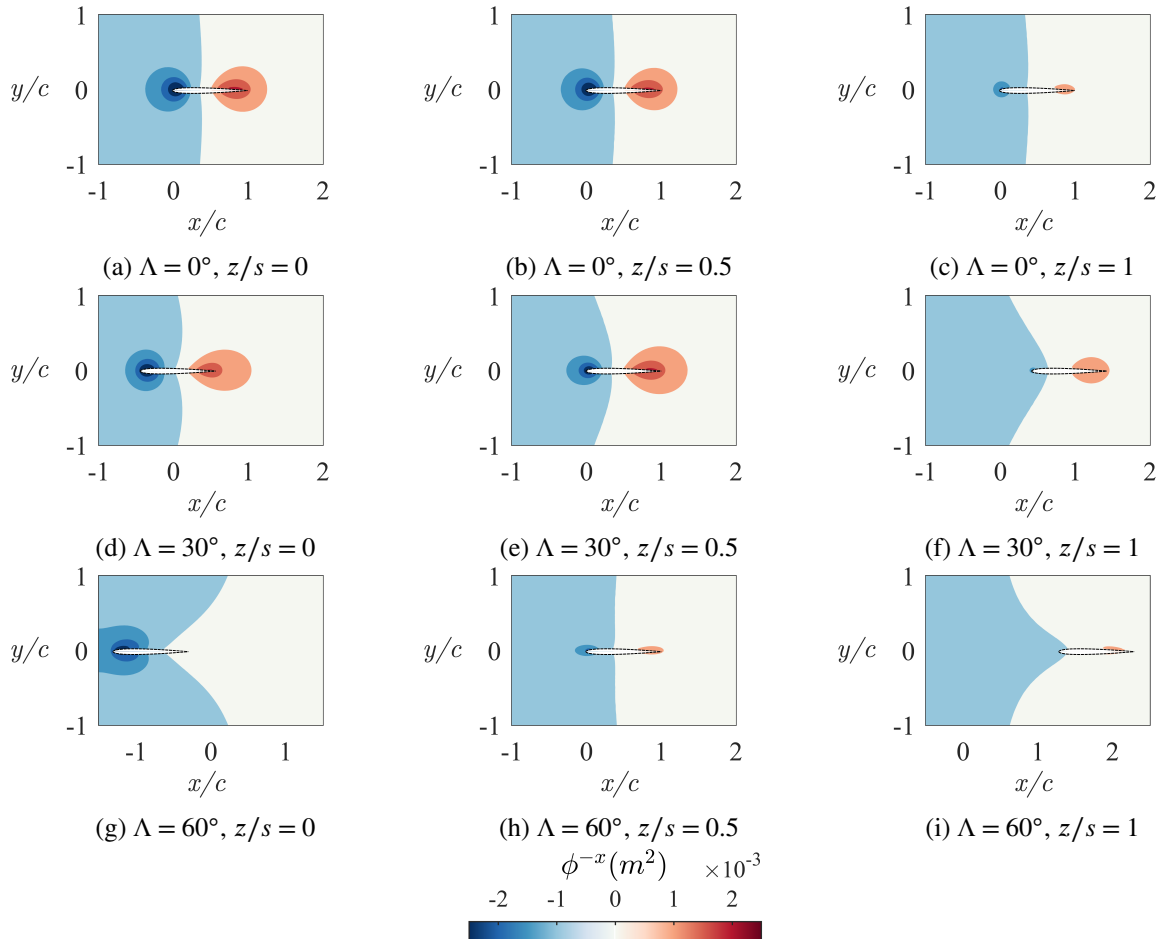 1 1 1
y/c 0 y/c 0 y/c 0
-1 -1 -1
-1 0 1 2 -1 0 1 2 -1 0 1 2
x/c x/c x/c
(a) Λ = 0°, z/s = 0 (b) Λ = 0°, z/s = 0.5 (c) Λ = 0°, z/s = 1
1 1 1
y/c 0 y/c 0 y/c 0
-1 -1 -1
-1 0 1 2 -1 0 1 2 -1 0 1 2
x/c x/c x/c
(d) Λ = 30°, z/s = 0 (e) Λ = 30°, z/s = 0.5 (f) Λ = 30°, z/s = 1
1 1 1
y/c 0 y/c 0 y/c 0
-1 -1 -1
-1 0 1 -1 0 1 2 0 1 2
x/c x/c x/c
(g) Λ = 60°, z/s = 0 (h) Λ = 60°, z/s = 0.5 (i) Λ = 60°, z/s = 1
ϕ⁻ˣ(m²) ×10⁻³
-2 -1 0 1 2